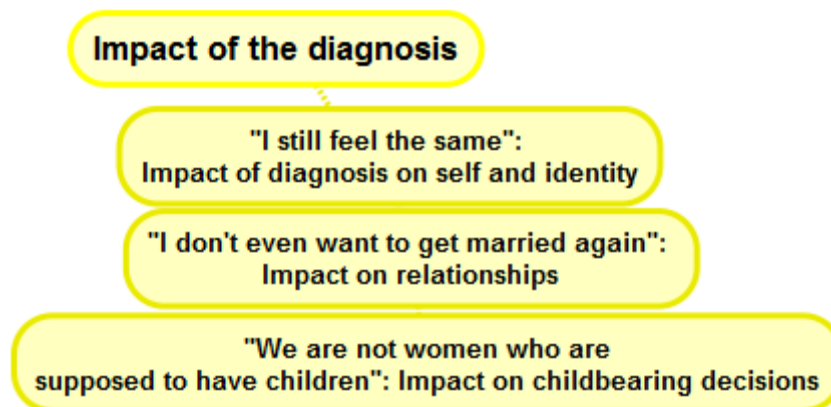 Impact of the diagnosis
"I still feel the same":
Impact of diagnosis on self and identity
"I don't even want to get married again":
Impact on relationships
"We are not women who are
supposed to have children": Impact on childbearing decisions